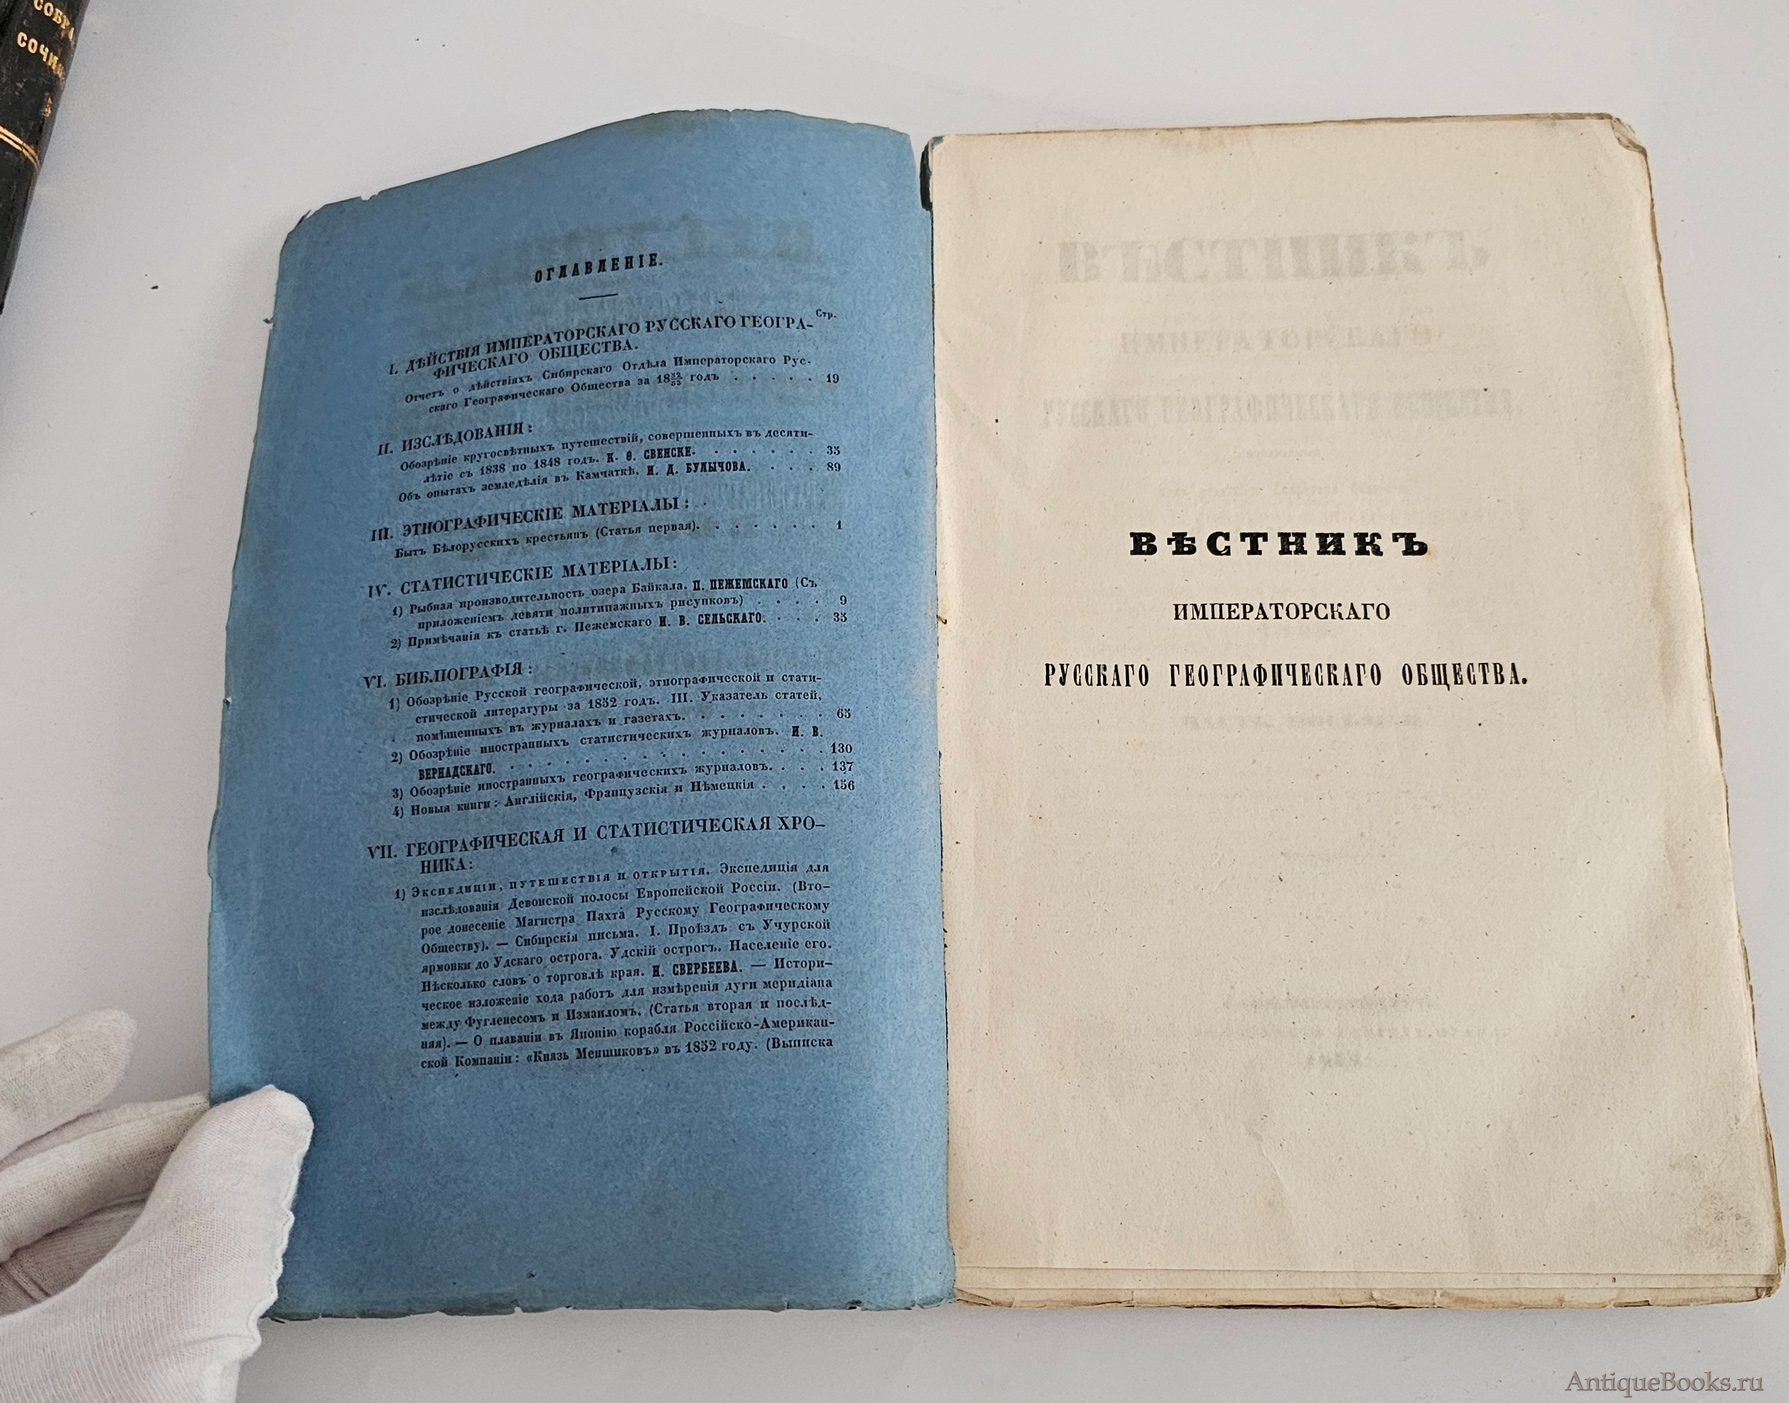 СОБРА
СОЧИН
ОГЛАВЛЕНІЕ.
Стр.
I. ДѢЙСТВІЯ ИМПЕРАТОРСКАГО РУССКАГО ГЕОГРА-
ФИЧЕСКАГО ОБЩЕСТВА.
Отчетъ о дѣйствіяхъ Сибирскаго Отдѣла Императорскаго Рус-
скаго Географическаго Общества за 18 52/53 годъ . . . . . 19
II. ИЗСЛѢДОВАНІЯ:
Обозрѣніе кругосвѣтныхъ путешествій, совершенныхъ въ десяти-
лѣтіе съ 1838 по 1848 годъ. К. Ѳ. СВЕНСКЕ. . . . . . . 33
Объ опытахъ земледѣлія въ Камчаткѣ, И. Д. БУЛЫЧОВА. . . . 89
III. ЭТНОГРАФИЧЕСКІЕ МАТЕРІАЛЫ:
Бытъ Бѣлорусскихъ крестьянъ (Статья первая). . . . . . . 1
IV. СТАТИСТИЧЕСКІЕ МАТЕРІАЛЫ:
1) Рыбная производительность озера Байкала. П. ПЕЖЕМСКАГО (Съ
приложеніемъ девяти политипажныхъ рисунковъ) . . . . 9
2) Примѣчанія къ статьѣ г. Пежемскаго И. В. СЕЛЬСКАГО. . . . 35
VI. БИБЛІОГРАФІЯ:
1) Обозрѣніе Русской географической, этнографической и стати-
стической литературы за 1852 годъ. III. Указатель статей,
помѣщенныхъ въ журналахъ и газетахъ. . . . . . . . 65
2) Обозрѣніе иностранныхъ статистическихъ журналовъ. И. В.
ВЕРНАДСКАГО. . . . . . . . . . . . . . . 130
3) Обозрѣніе иностранныхъ географическихъ журналовъ. . . . 137
4) Новыя книги: Англійскія, Французскія и Нѣмецкія . . . . 156
VII. ГЕОГРАФИЧЕСКАЯ И СТАТИСТИЧЕСКАЯ ХРО-
НИКА:
1) Экспедиціи, путешествія и открытія. Экспедиція для
изслѣдованія Девонской полосы Европейской Россіи. (Вто-
рое донесеніе Магистра Пахта Русскому Географическому
Обществу). — Сибирскія письма. I. Проѣздъ съ Учурской
ярмонки до Удскаго острога. Удскій острогъ. Населеніе его.
Нѣсколько словъ о торговлѣ края. Н. СВЕРБЕЕВА. — Истори-
ческое изложеніе хода работъ для измѣренія дуги меридіана
между Фугленесомъ и Измаиломъ. (Статья вторая и послѣд-
няя). — О плаваніи въ Японію корабля Россійско-Американ-
ской Компаніи: «Князь Меншиковъ» въ 1852 году. (Выписка
ВѢСТНИКЪ
ИМПЕРАТОРСКАГО
РУССКАГО ГЕОГРАФИЧЕСКАГО ОБЩЕСТВА.
AntiqueBooks.ru